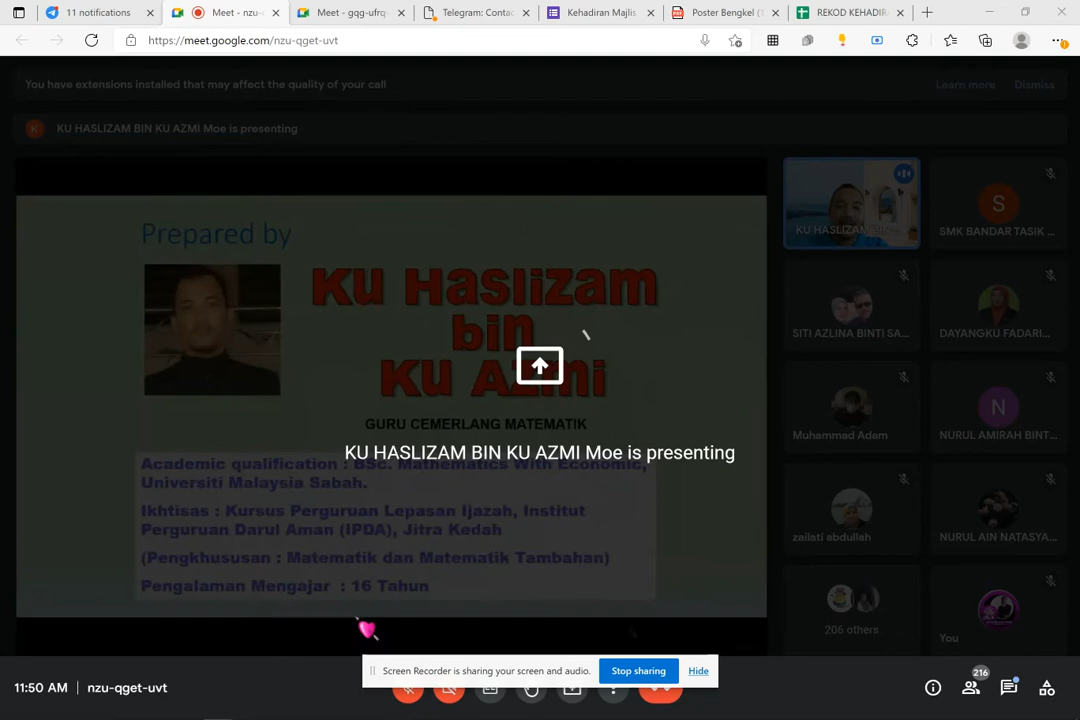 11 notifications
Meet - nzu-
Meet - gqg-ufrq
Telegram: Conta
Kehadiran Majlis
Poster Bengkel (1
REKOD KEHADIRA
https://meet.google.com/nzu-qget-uvt
You have extensions installed that may affect the quality of your call
Learn more
Dismiss
K
KU HASLIZAM BIN KU AZMI Moe is presenting
Prepared by
Ku Haslizam
bin
Ku Azmi
GURU CEMERLANG MATEMATIK
KU HASLIZAM BIN KU AZMI Moe is presenting
Academic qualification : BSc. Mathematics With Economic,
Universiti Malaysia Sabah.
Ikhtisas : Kursus Perguruan Lepasan Ijazah, Institut
Perguruan Darul Aman (IPDA), Jitra Kedah
(Pengkhususan : Matematik dan Matematik Tambahan)
Pengalaman Mengajar : 16 Tahun
KU HASLIZAM
S
SMK BANDAR TASIK ...
SITI AZLINA BINTI SA...
DAYANGKU FADARI...
Muhammad Adam
N
NURUL AMIRAH BINT...
zailati abdullah
NURUL AIN NATASYA...
206 others
You
Screen Recorder is sharing your screen and audio.
Stop sharing
Hide
11:50 AM
nzu-qget-uvt
216